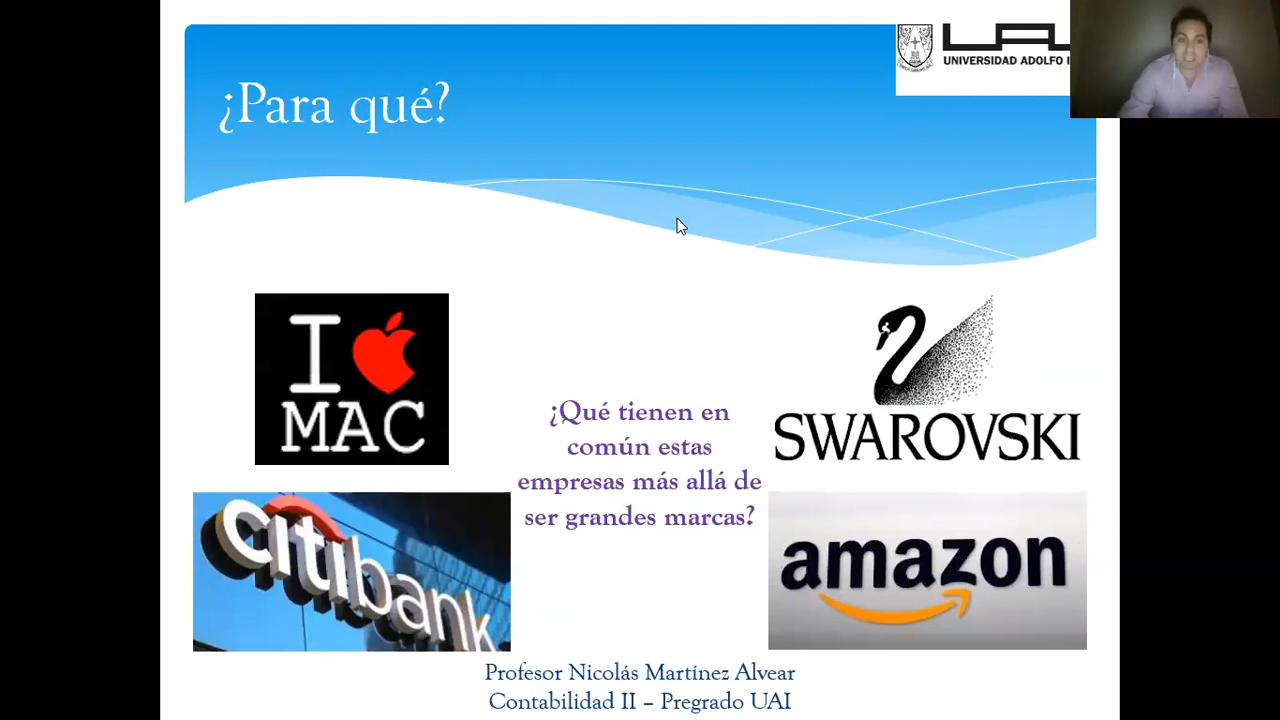 ¿Para qué?
UAI
UNIVERSIDAD ADOLFO I
I
MAC
SWAROVSKI
¿Qué tienen en
común estas
empresas más allá de
ser grandes marcas?
citibank
amazon
Profesor Nicolás Martínez Alvear
Contabilidad II – Pregrado UAI